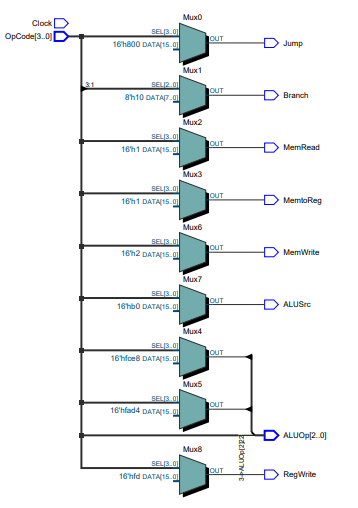 Clock
OpCode[3..0]
Mux0
SEL[3..0]
OUT
16'h800 DATA[15..0]
Jump
Mux1
3:1
SEL[2..0]
OUT
8'h10 DATA[7..0]
Branch
Mux2
SEL[3..0]
OUT
16'h1 DATA[15..0]
MemRead
Mux3
SEL[3..0]
OUT
16'h1 DATA[15..0]
MemtoReg
Mux6
SEL[3..0]
OUT
16'h2 DATA[15..0]
MemWrite
Mux7
SEL[3..0]
OUT
16'hb0 DATA[15..0]
ALUSrc
Mux4
SEL[3..0]
OUT
16'hfce8 DATA[15..0]
Mux5
SEL[3..0]
OUT
16'hfad4 DATA[15..0]
ALUOp[2..0]
Mux8
SEL[3..0]
OUT
16'hfd DATA[15..0]
RegWrite